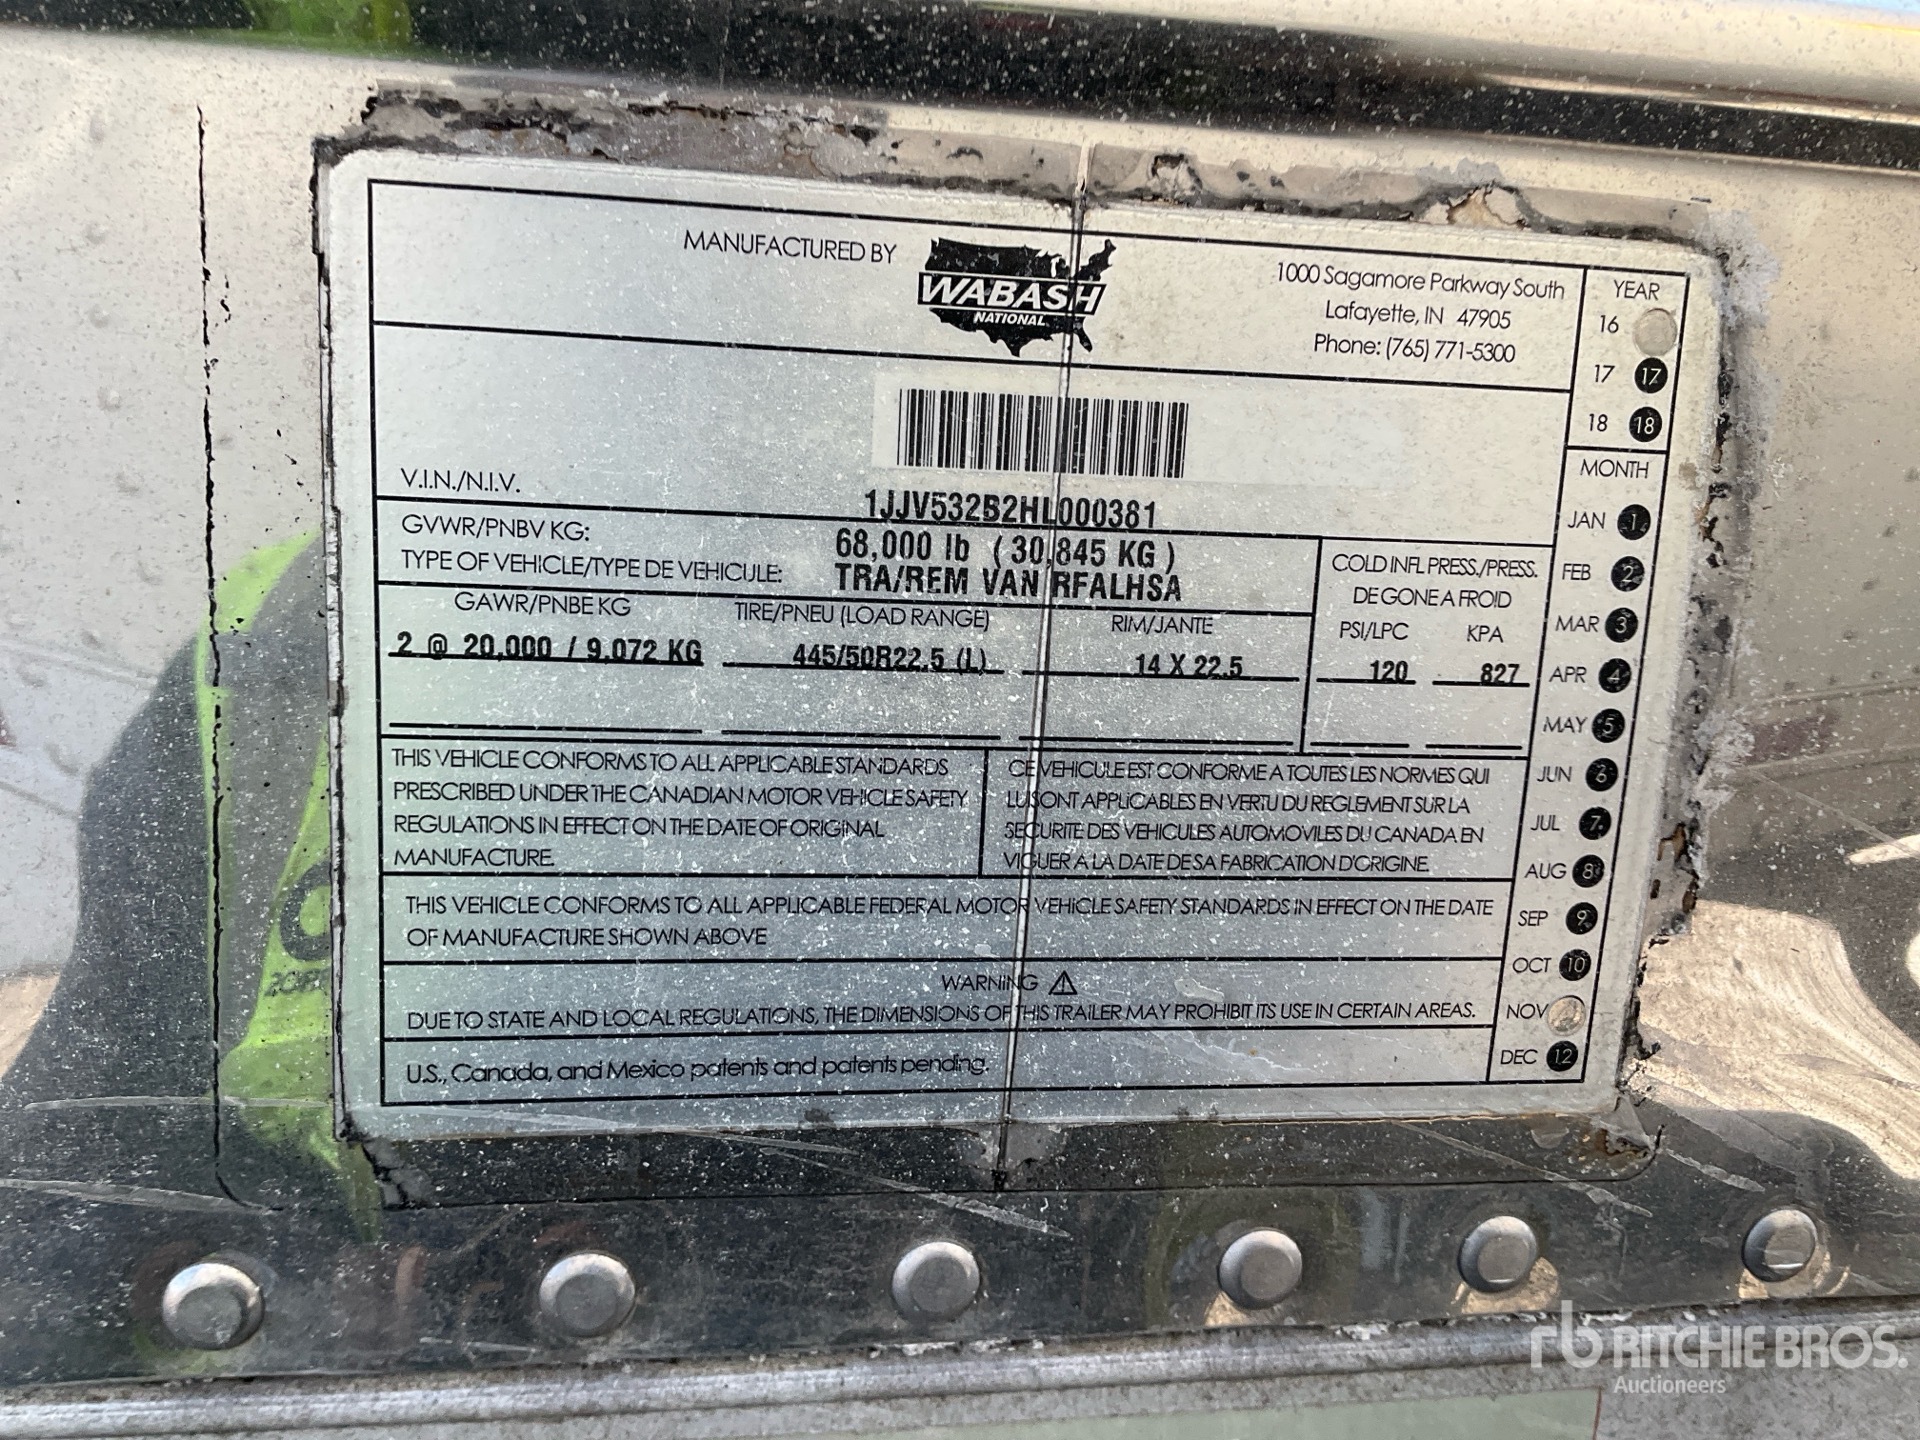 MANUFACTURED BY
WABASH
NATIONAL
1000 Sagamore Parkway South
Lafayette, IN 47905
Phone: (765) 771-5300
YEAR
16
17 17
18 18
V.I.N./N.I.V.
1JJV532B2HL000381
GVWR/PNBV KG: 68,000 lb ( 30,845 KG )
TYPE OF VEHICLE/TYPE DE VEHICULE: TRA/REM VAN RFALHSA
GAWR/PNBE KG TIRE/PNEU (LOAD RANGE) RIM/JANTE
2 @ 20,000 / 9,072 KG 445/50R22.5 (L) 14 X 22.5
COLD INFL PRESS./PRESS.
DE GONE A FROID
PSI/LPC KPA
120 827
MONTH
JAN 1
FEB 2
MAR 3
APR 4
MAY 5
JUN 6
JUL 7
AUG 8
SEP 9
OCT 10
NOV
DEC 12
THIS VEHICLE CONFORMS TO ALL APPLICABLE STANDARDS
PRESCRIBED UNDER THE CANADIAN MOTOR VEHICLE SAFETY
REGULATIONS IN EFFECT ON THE DATE OF ORIGINAL
MANUFACTURE.
CE VEHICULE EST CONFORME A TOUTES LES NORMES QUI
LUI SONT APPLICABLES EN VERTU DU REGLEMENT SUR LA
SECURITE DES VEHICULES AUTOMOVILES DU CANADA EN
VIGUER A LA DATE DE SA FABRICATION D'ORIGINE.
THIS VEHICLE CONFORMS TO ALL APPLICABLE FEDERAL MOTOR VEHICLE SAFETY STANDARDS IN EFFECT ON THE DATE
OF MANUFACTURE SHOWN ABOVE
WARNING
DUE TO STATE AND LOCAL REGULATIONS, THE DIMENSIONS OF THIS TRAILER MAY PROHIBIT ITS USE IN CERTAIN AREAS.
U.S., Canada, and Mexico patents and patents pending.
rb RITCHIE BROS.
Auctioneers